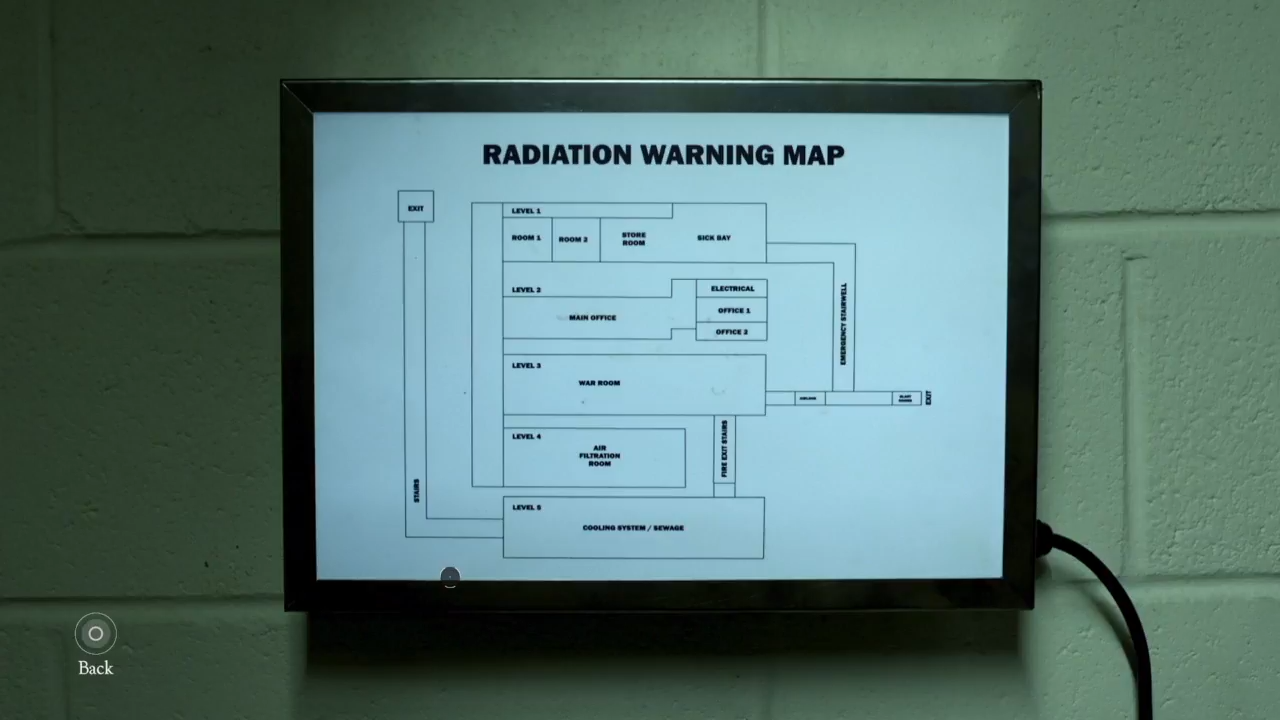 RADIATION WARNING MAP
EXIT
LEVEL 1
ROOM 1
ROOM 2
STORE
ROOM
SICK BAY
LEVEL 2
MAIN OFFICE
ELECTRICAL
OFFICE 1
OFFICE 2
EMERGENCY STAIRWELL
LEVEL 3
WAR ROOM
AIRLOCK
BLAST
DOORS
EXIT
LEVEL 4
AIR
FILTRATION
ROOM
FIRE EXIT STAIRS
STAIRS
LEVEL 5
COOLING SYSTEM / SEWAGE
Back